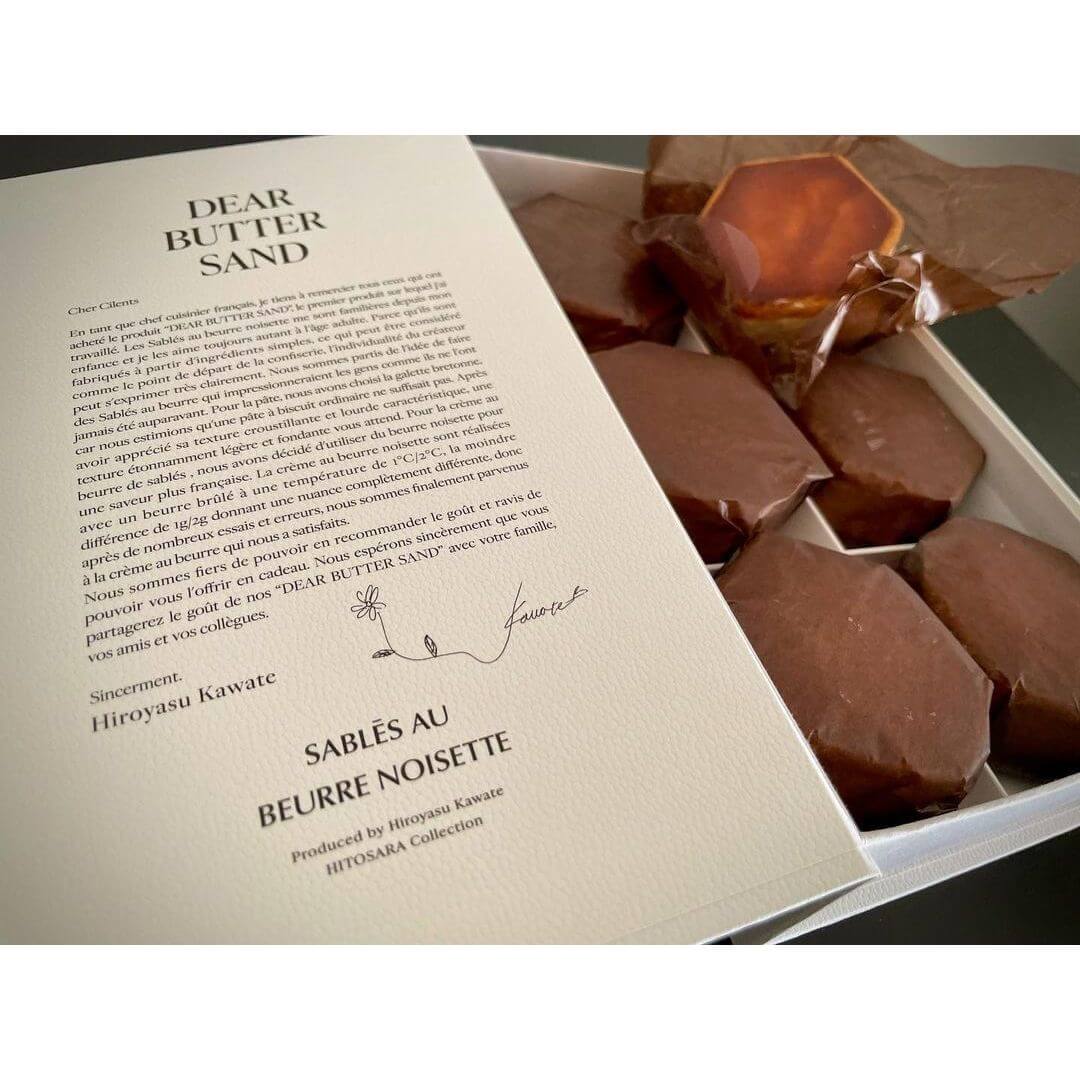 DEAR
BUTTER
SAND
Cher Cilents
En tant que chef cuisinier français, je tiens à remercier tous ceux qui ont
acheté le produit “DEAR BUTTER SAND”, le premier produit sur lequel j'ai
travaillé. Les Sablés au beurre noisette me sont familières depuis mon
enfance et je les aime toujours autant à l'âge adulte. Parce qu'ils sont
fabriqués à partir d'ingrédients simples, ce qui peut être considéré
comme le point de départ de la confiserie, l'individualité du créateur
peut s'exprimer très clairement. Nous sommes partis de l'idée de faire
des Sablés au beurre qui impressionneraient les gens comme ils ne l'ont
jamais été auparavant. Pour la pâte, nous avons choisi la galette bretonne,
car nous estimions qu'une pâte à biscuit ordinaire ne suffisait pas. Après
avoir apprécié sa texture croustillante et lourde caractéristique, une
texture étonnamment légère et fondante vous attend. Pour la crème au
beurre de sablés , nous avons décidé d'utiliser du beurre noisette pour
une saveur plus française. La crème au beurre noisette sont réalisées
avec un beurre brûlé à une température de 1°C/2°C, la moindre
différence de 1g/2g donnant une nuance complètement différente, donc
après de nombreux essais et erreurs, nous sommes finalement parvenus
à la crème au beurre qui nous a satisfaits.
Nous sommes fiers de pouvoir en recommander le goût et ravis de
pouvoir vous l'offrir en cadeau. Nous espérons sincèrement que vous
partagerez le goût de nos “DEAR BUTTER SAND” avec votre famille,
vos amis et vos collègues.
Kawate
Sincerment.
Hiroyasu Kawate
SABLĒS AU
BEURRE NOISETTE
Produced by Hiroyasu Kawate
HITOSARA Collection